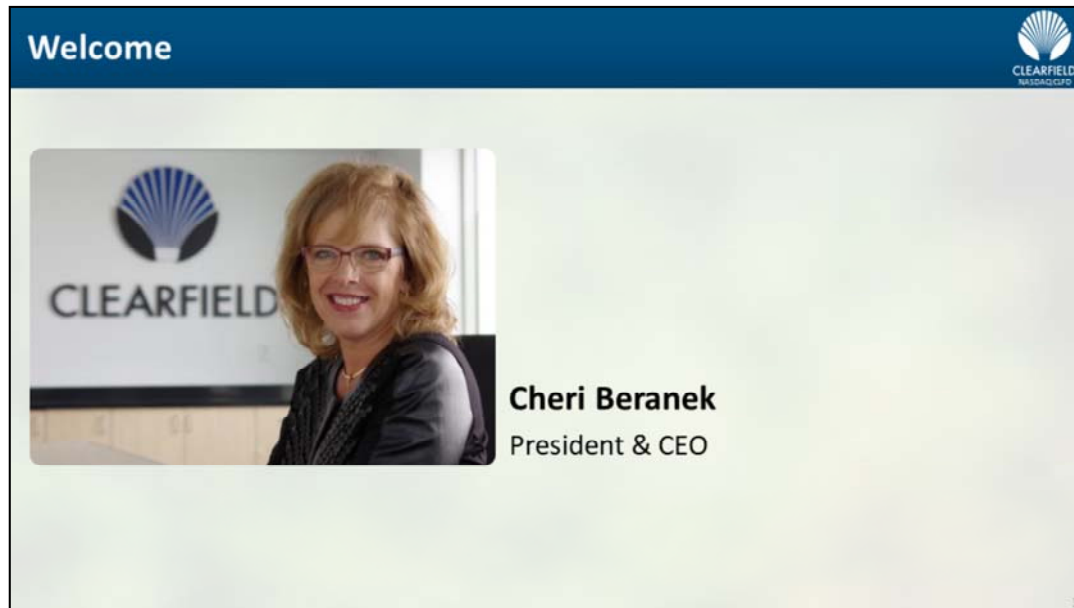 Welcome
CLEARFIELD
NASDAQ:CLFD
CLEARFIELD
Cheri Beranek
President & CEO